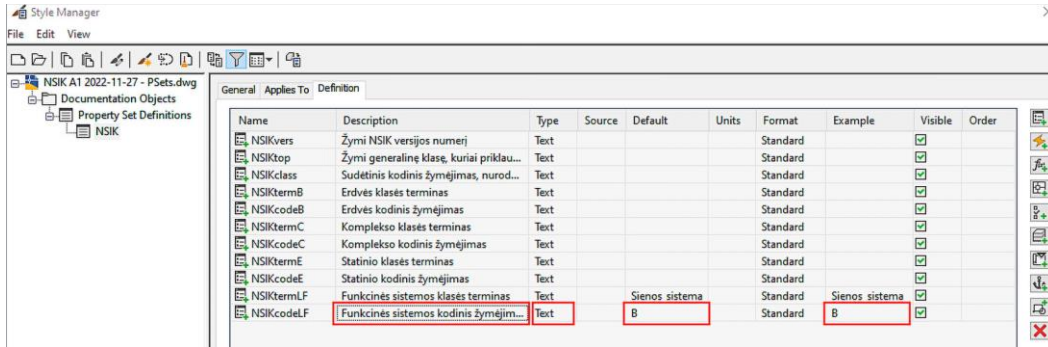 Style Manager
File Edit View
NSIK A1 2022-11-27 - PSets.dwg
Documentation Objects
Property Set Definitions
NSIK
General Applies To Definition
Name Description Type Source Default Units Format Example Visible Order
NSIKvers Žymi NSIK versijos numerį Text Standard
NSIKtop Žymi generalinę klasę, kuriai priklau... Text Standard
NSIKclass Sudėtinis kodinis žymėjimas, nurod... Text Standard
NSIKtermB Erdvės klasės terminas Text Standard
NSIKcodeB Erdvės kodinis žymėjimas Text Standard
NSIKtermC Komplekso klasės terminas Text Standard
NSIKcodeC Komplekso kodinis žymėjimas Text Standard
NSIKtermE Statinio klasės terminas Text Standard
NSIKcodeE Statinio kodinis žymėjimas Text Standard
NSIKtermLF Funkcinės sistemos klasės terminas Text Sienos sistema Standard Sienos sistema
NSIKcodeLF Funkcinės sistemos kodinis žymėjim... Text B Standard B